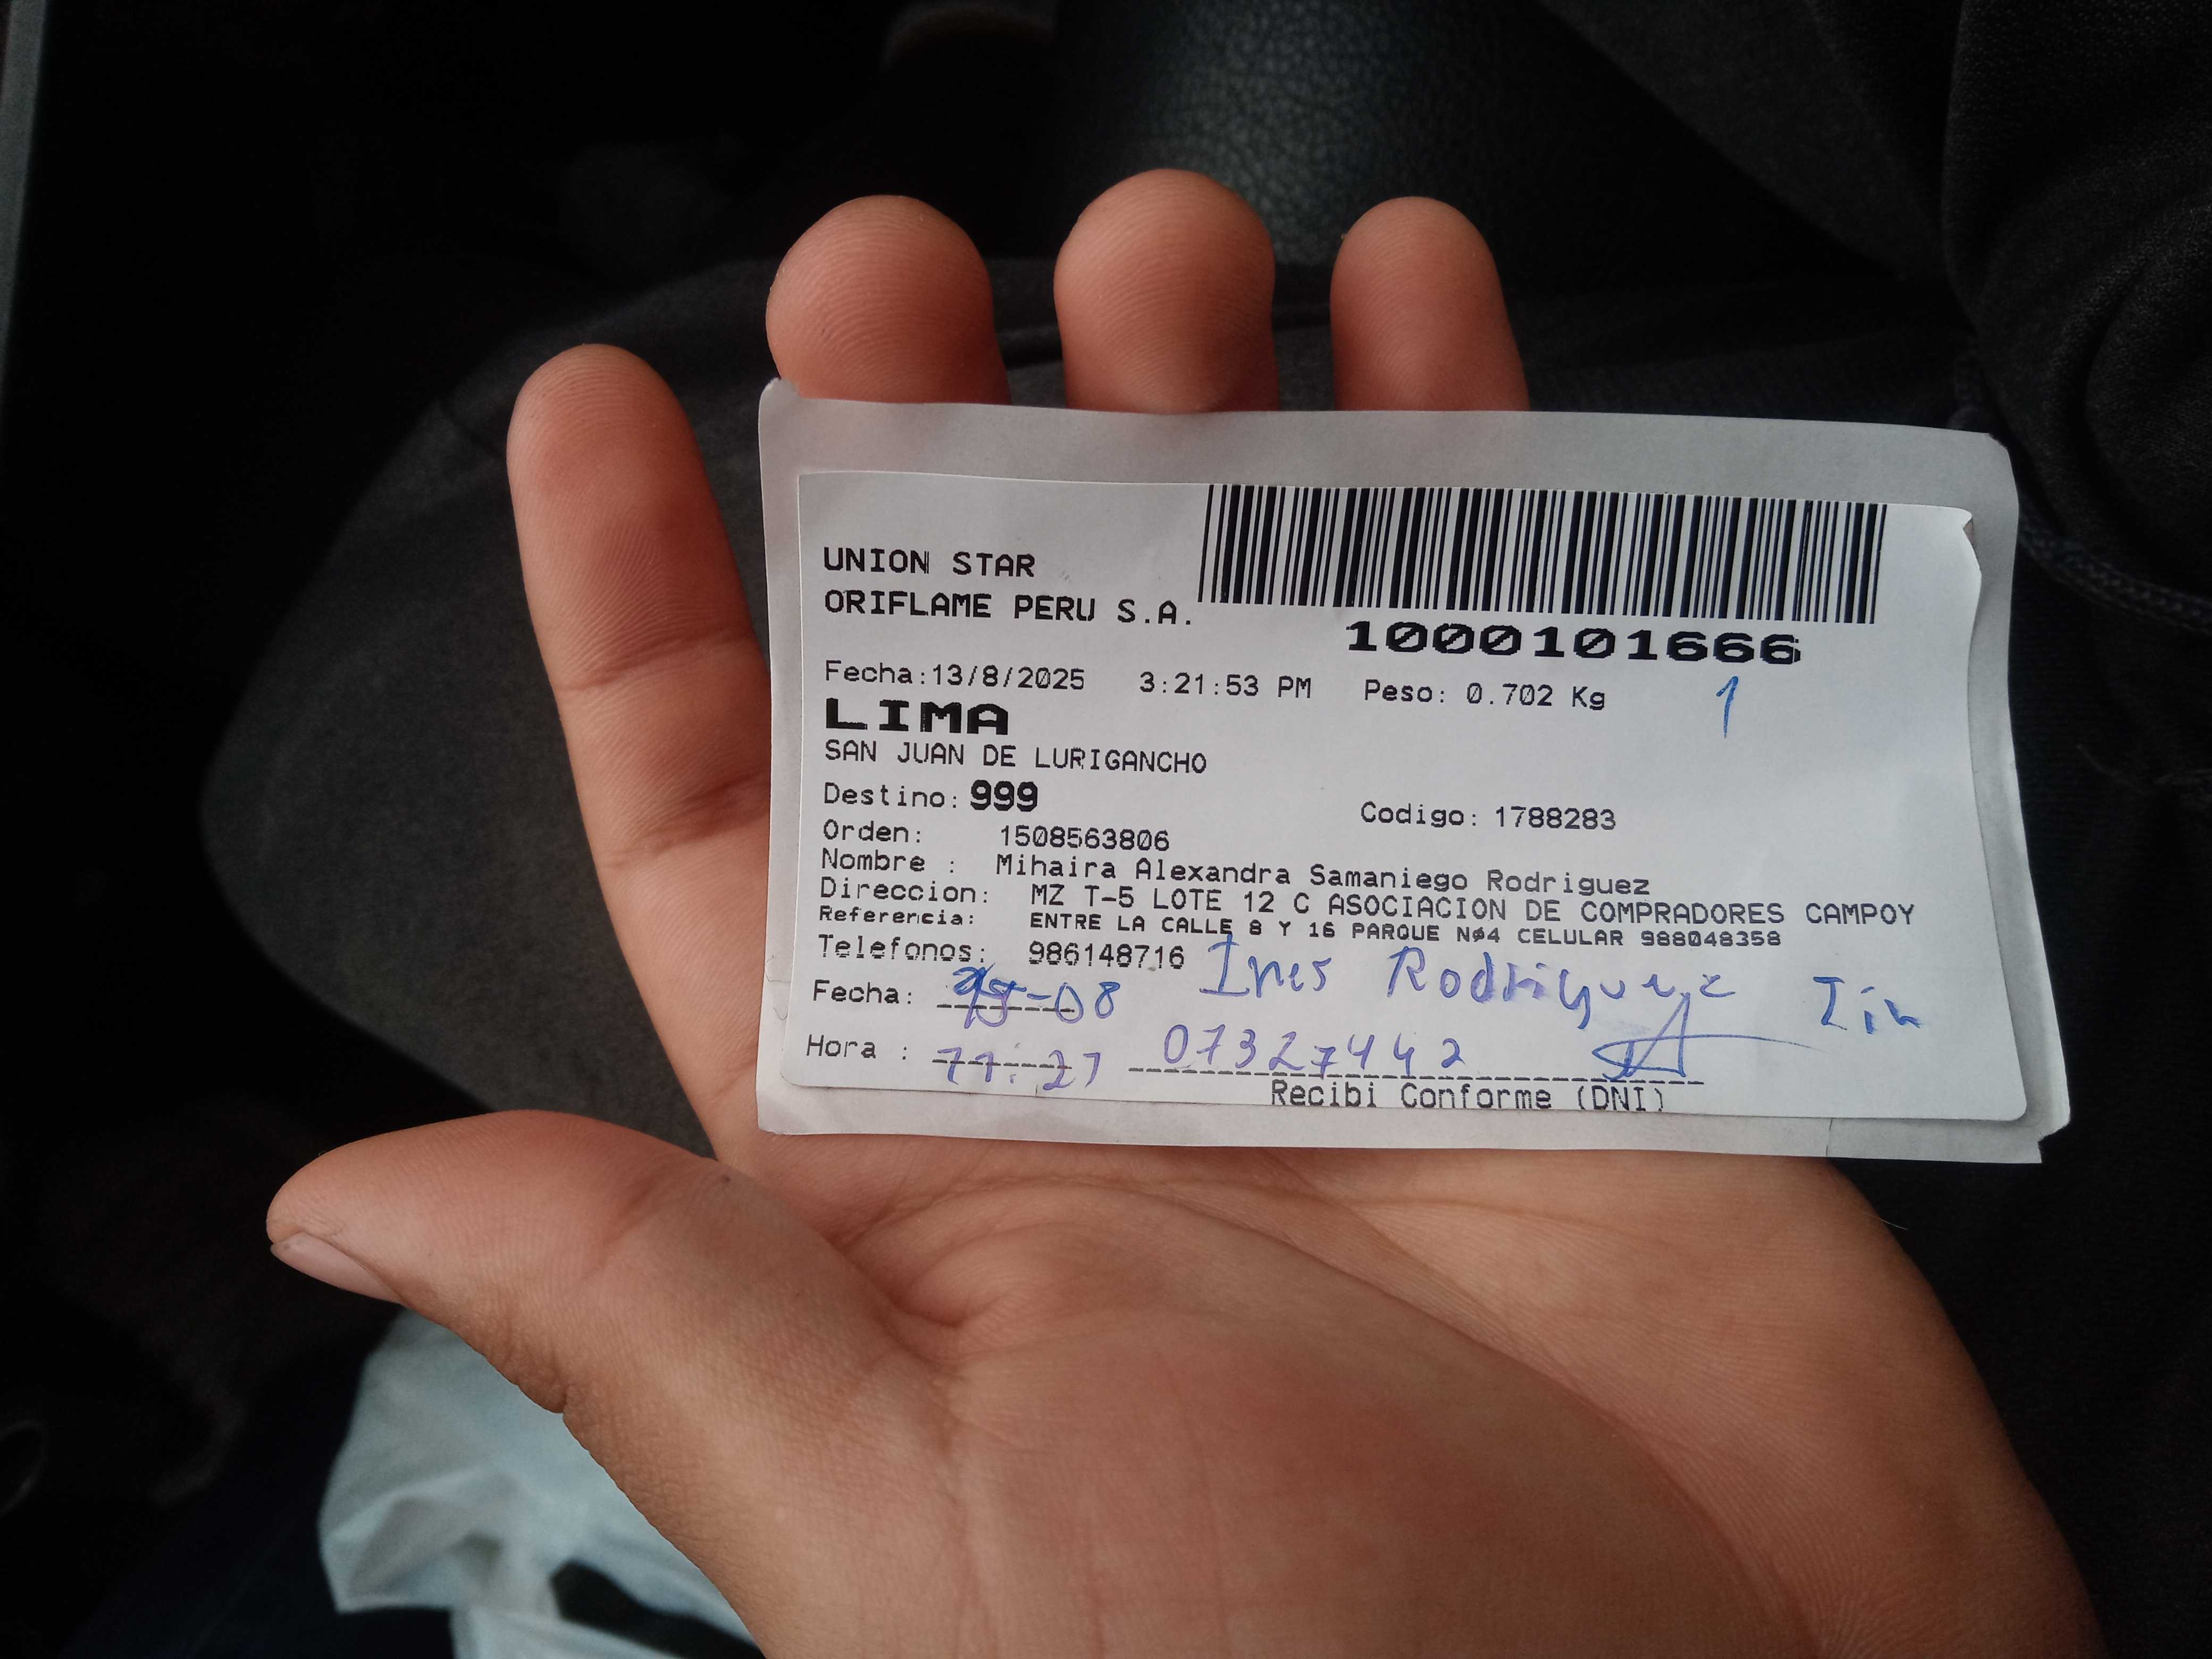 UNION STAR
ORIFLAME PERU S.A.
1000101666
Fecha:13/8/2025 3:21:53 PM Peso: 0.702 Kg 1
LIMA
SAN JUAN DE LURIGANCHO
Destino: 999 Codigo: 1788283
Orden: 1508563806
Nombre : Mihaira Alexandra Samaniego Rodriguez
Direccion: MZ T-5 LOTE 12 C ASOCIACION DE COMPRADORES CAMPOY
Referencia: ENTRE LA CALLE 8 Y 16 PARQUE Nø4 CELULAR 988048358
Telefonos: 986148716 Ines Rodriguez
Fecha: -08
Hora : 11:27 07327442
Recibi Conforme (DNI)